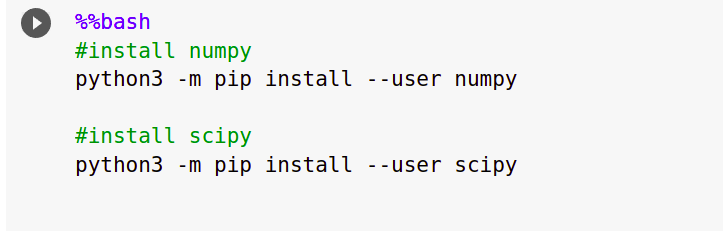 %%bash
#install numpy
python3 -m pip install --user numpy
#install scipy
python3 -m pip install --user scipy